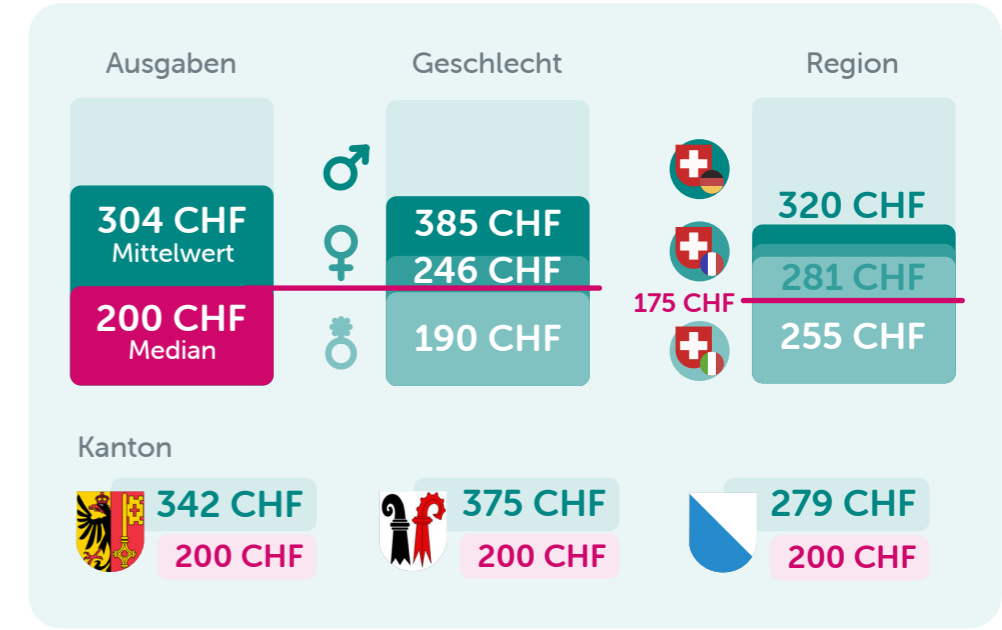 Ausgaben
Geschlecht
Region
304 CHF
Mittelwert
200 CHF
Median
385 CHF
246 CHF
190 CHF
320 CHF
281 CHF
175 CHF
255 CHF
Kanton
342 CHF
200 CHF
375 CHF
200 CHF
279 CHF
200 CHF